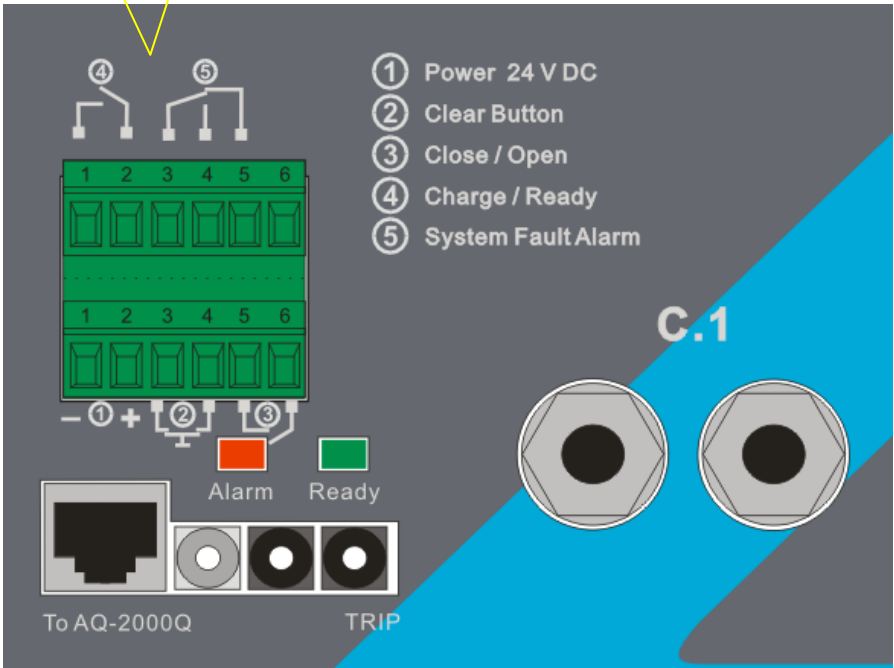 ④ ⑤
① Power 24 V DC
② Clear Button
③ Close / Open
④ Charge / Ready
⑤ System Fault Alarm
1 2 3 4 5 6
C.1
1 2 3 4 5 6
− ① + ② ③
Alarm Ready
To AQ-2000Q TRIP